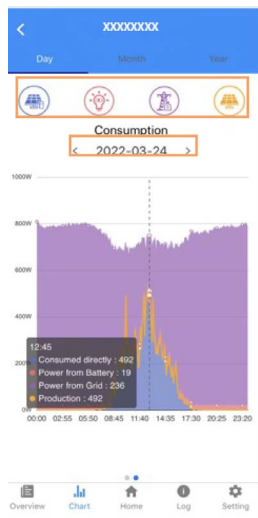 XXXXXXXX
Day Month Year
Consumption
< 2022-03-24 >
1000W
800W
600W
400W
200W
0W
12:45
Consumed directly : 492
Power from Battery : 19
Power from Grid : 236
Production : 492
00:00 02:55 05:50 08:45 11:40 14:35 17:30 20:25 23:20
Overview Chart Home Log Setting